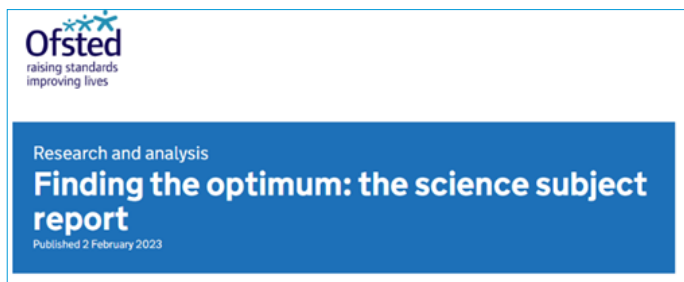 Ofsted
raising standards
improving lives
Research and analysis
Finding the optimum: the science subject
report
Published 2 February 2023